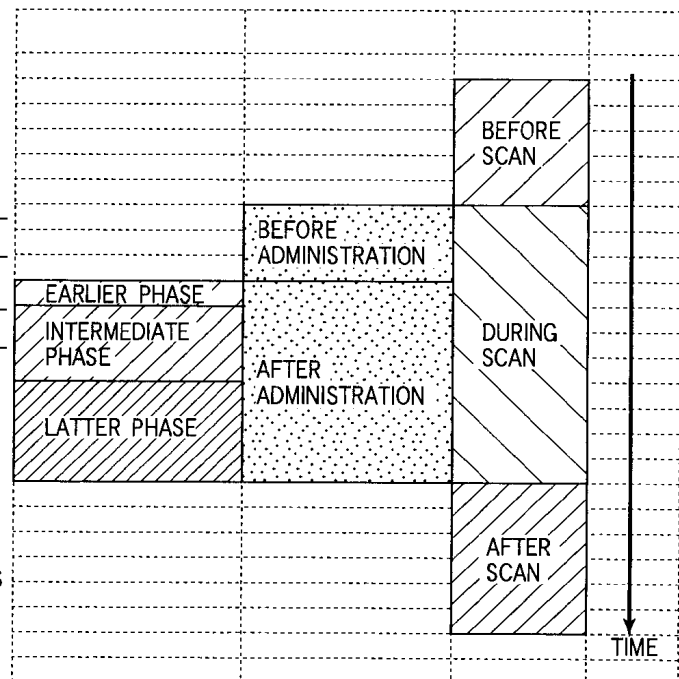 BEFORE
SCAN
BEFORE
ADMINISTRATION
EARLIER PHASE
INTERMEDIATE
PHASE
DURING
SCAN
AFTER
ADMINISTRATION
LATTER PHASE
AFTER
SCAN
TIME